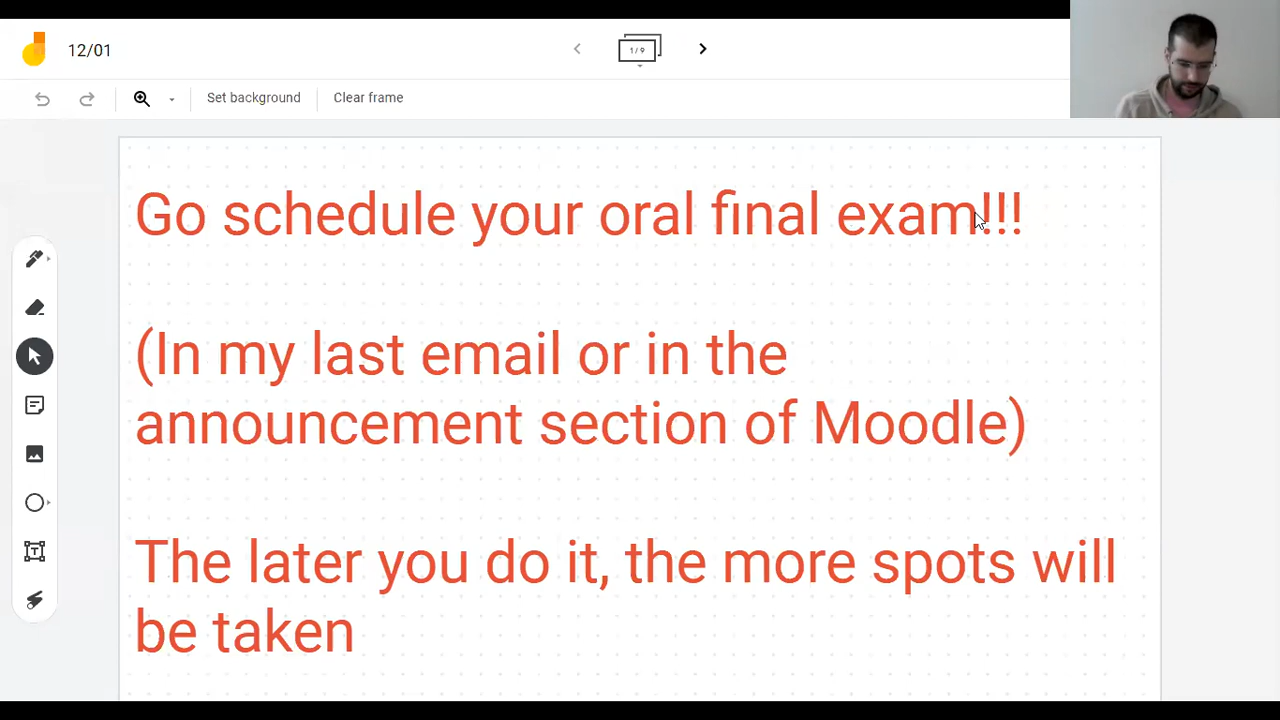 12/01
1 / 9
Set background
Clear frame
Go schedule your oral final exam!!!
(In my last email or in the
announcement section of Moodle)
The later you do it, the more spots will
be taken